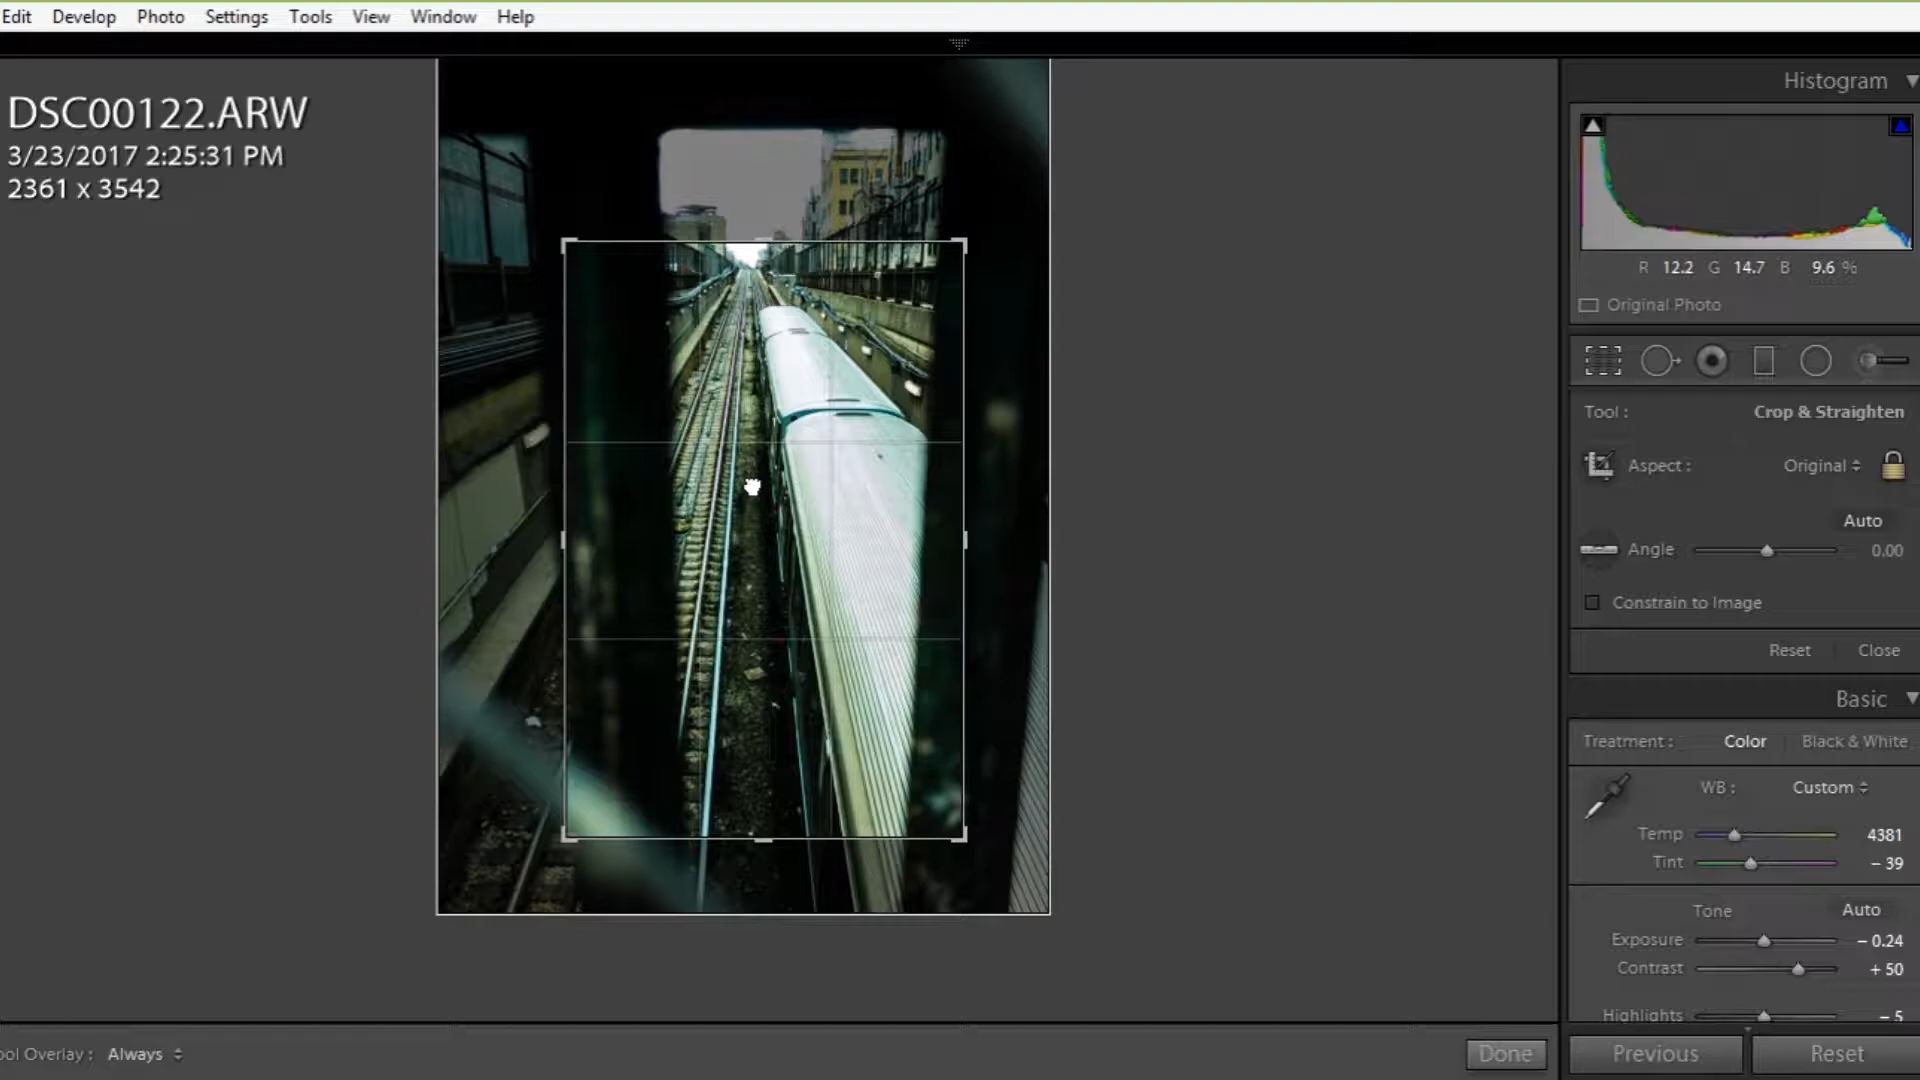 Edit Develop Photo Settings Tools View Window Help
DSC00122.ARW
3/23/2017 2:25:31 PM
2361 x 3542
Histogram
R 12.2 G 14.7 B 9.6 %
Original Photo
Tool : Crop & Straighten
Aspect : Original
Auto
Angle 0.00
Constrain to Image
Reset Close
Basic
Treatment : Color Black & White
WB : Custom
Temp 4381
Tint – 39
Tone Auto
Exposure – 0.24
Contrast + 50
Highlights – 5
ool Overlay : Always
Done
Previous Reset